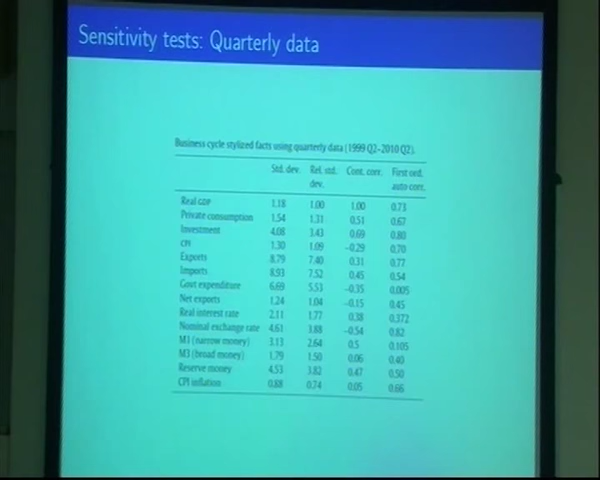 Sensitivity tests: Quarterly data
Business cycle stylized facts using quarterly data (1999 Q2–2010 Q2).
Std. dev. Rel. std. dev. Cont. corr. First ord. auto corr.
Real GDP 1.18 1.00 1.00 0.73
Private consumption 1.54 1.31 0.51 0.67
Investment 4.08 3.43 0.69 0.80
CPI 1.30 1.09 –0.29 0.70
Exports 8.79 7.40 0.31 0.77
Imports 8.93 7.52 0.45 0.54
Govt expenditure 6.69 5.53 –0.35 0.005
Net exports 1.24 1.04 –0.15 0.45
Real interest rate 2.11 1.77 0.38 0.372
Nominal exchange rate 4.61 3.88 –0.54 0.82
M1 (narrow money) 3.13 2.64 0.5 0.105
M3 (broad money) 1.79 1.50 0.06 0.40
Reserve money 4.53 3.82 0.47 0.50
CPI inflation 0.88 0.74 0.05 0.66